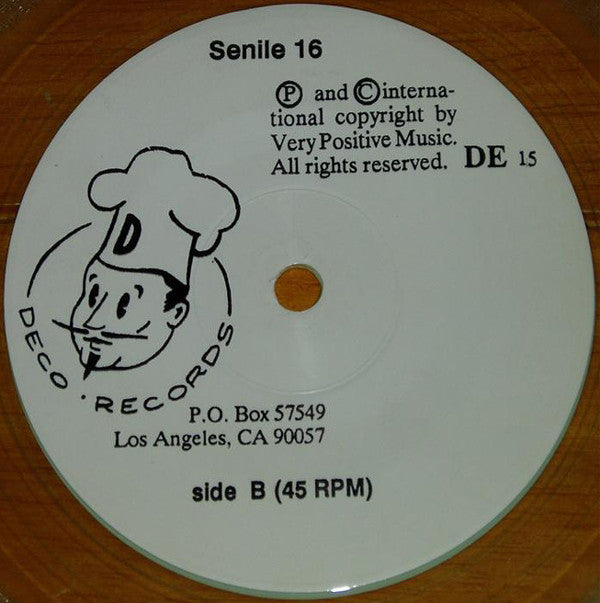 Senile 16
Ⓟ and Ⓒ interna-
tional copyright by
Very Positive Music.
All rights reserved. DE 15
D
DECO · RECORDS
P.O. Box 57549
Los Angeles, CA 90057
side B (45 RPM)